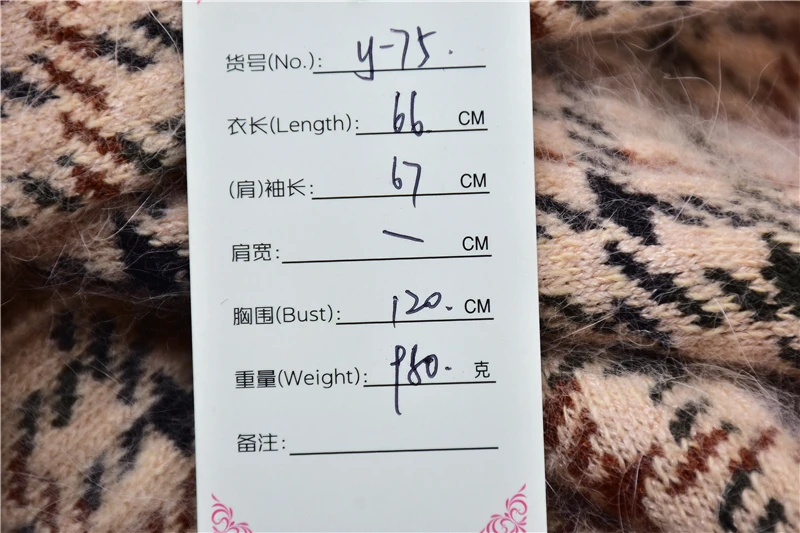 货号(No.): y-75.
衣长(Length): 66 CM
(肩)袖长: 67 CM
肩宽: — CM
胸围(Bust): 120. CM
重量(Weight): 980. 克
备注: